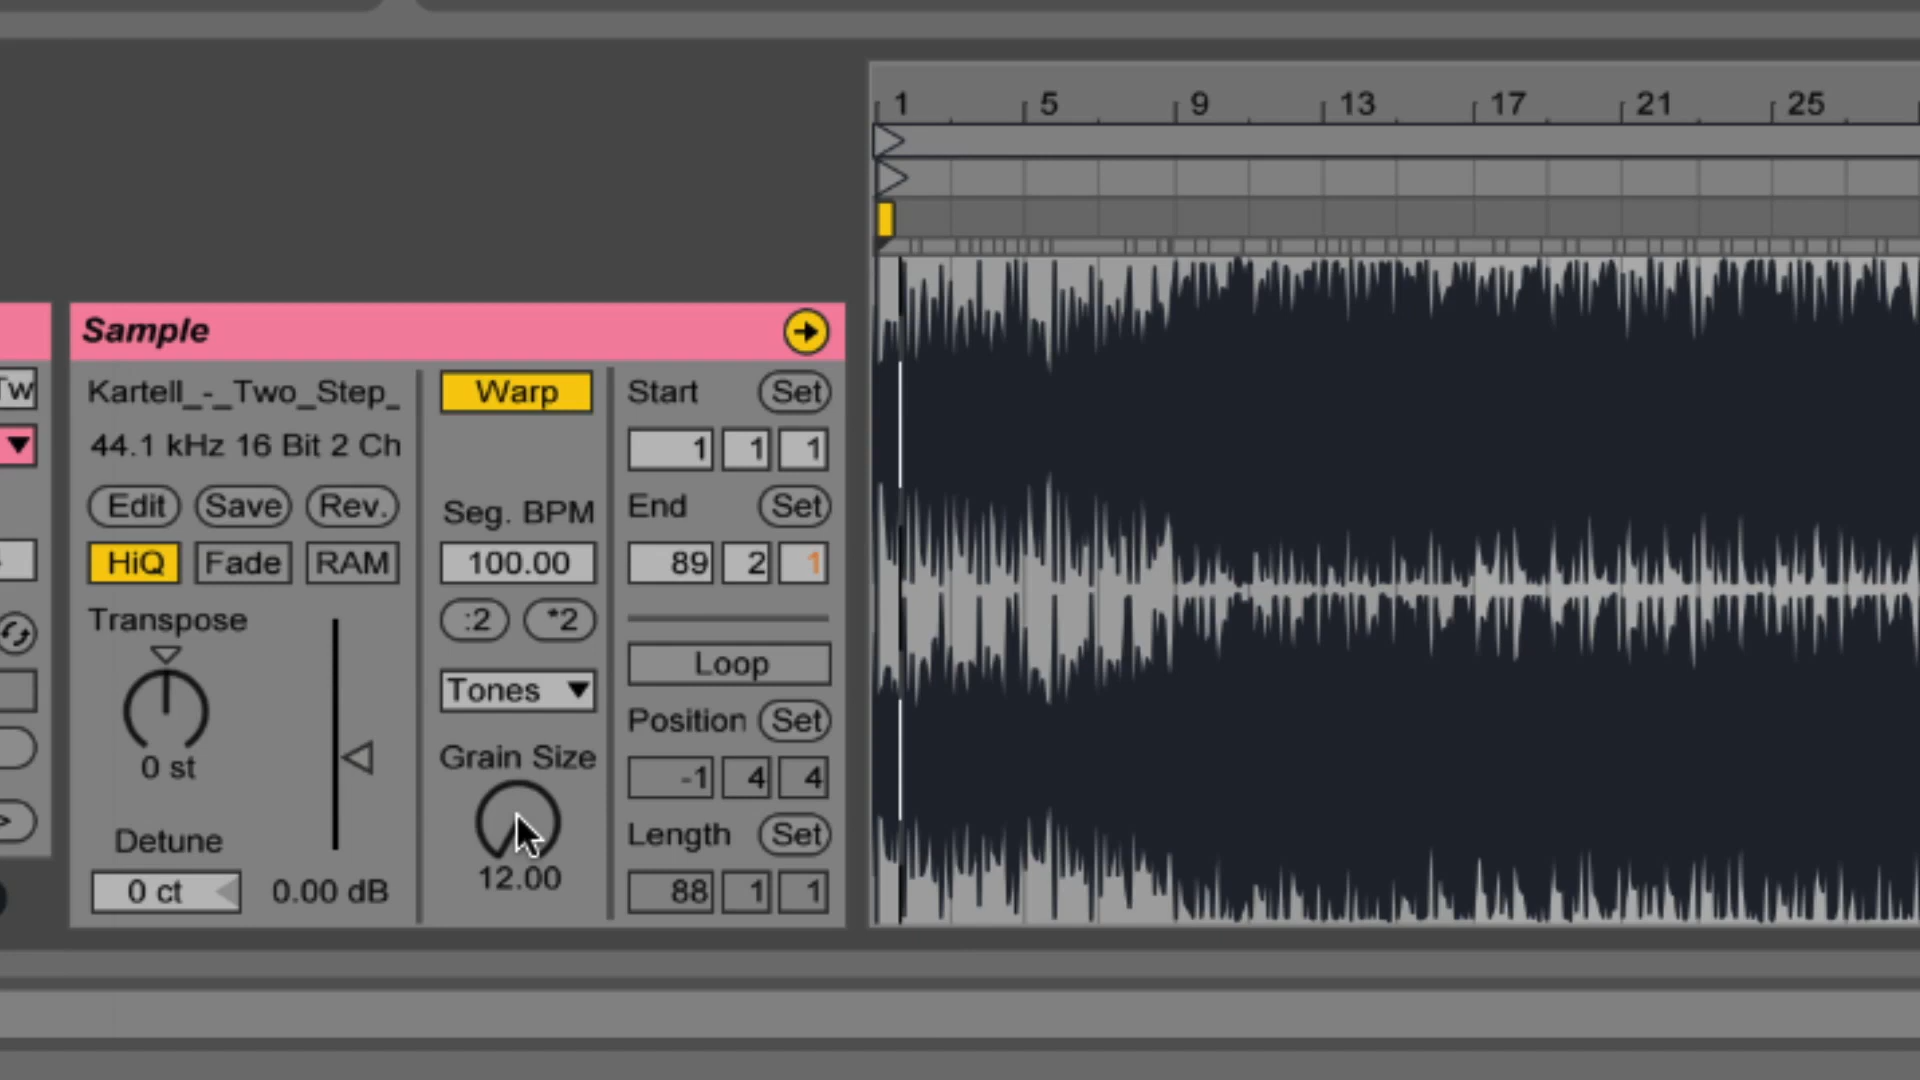 1 5 9 13 17 21 25
Sample
Kartell_-_Two_Step_
44.1 kHz 16 Bit 2 Ch
Edit Save Rev.
HiQ Fade RAM
Transpose
0 st
Detune
0 ct 0.00 dB
Warp
Seg. BPM
100.00
:2 *2
Tones
Grain Size
12.00
Start Set
1 1 1
End Set
89 2 1
Loop
Position Set
-1 4 4
Length Set
88 1 1